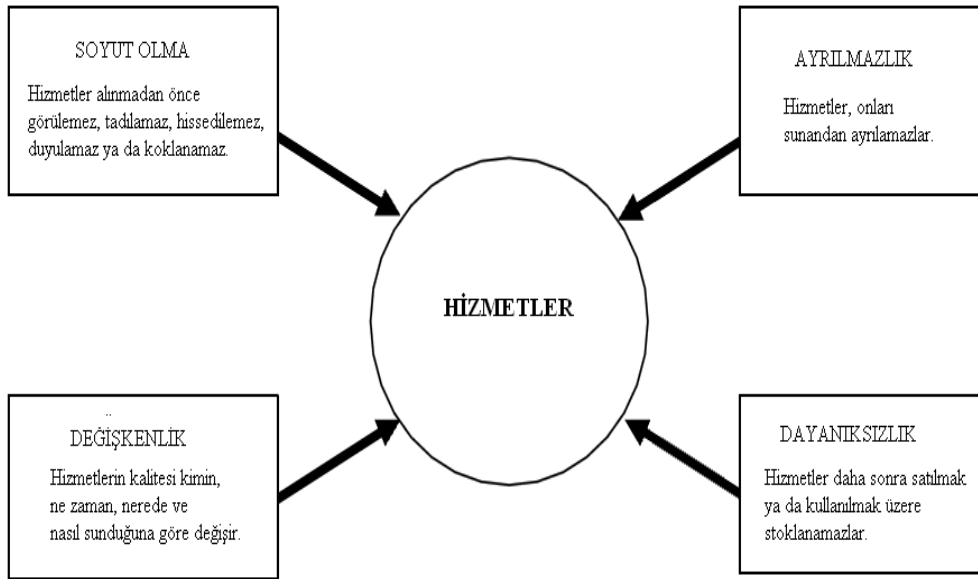 SOYUT OLMA
Hizmetler alınmadan önce
görülemez, tadılamaz, hissedilemez,
duyulamaz ya da koklanamaz.
AYRILMAZLIK
Hizmetler, onları
sunandan ayrılamazlar.
HİZMETLER
DEĞİŞKENLİK
Hizmetlerin kalitesi kimin,
ne zaman, nerede ve
nasıl sunduğuna göre değişir.
DAYANIKSIZLIK
Hizmetler daha sonra satılmak
ya da kullanılmak üzere
stoklanamazlar.